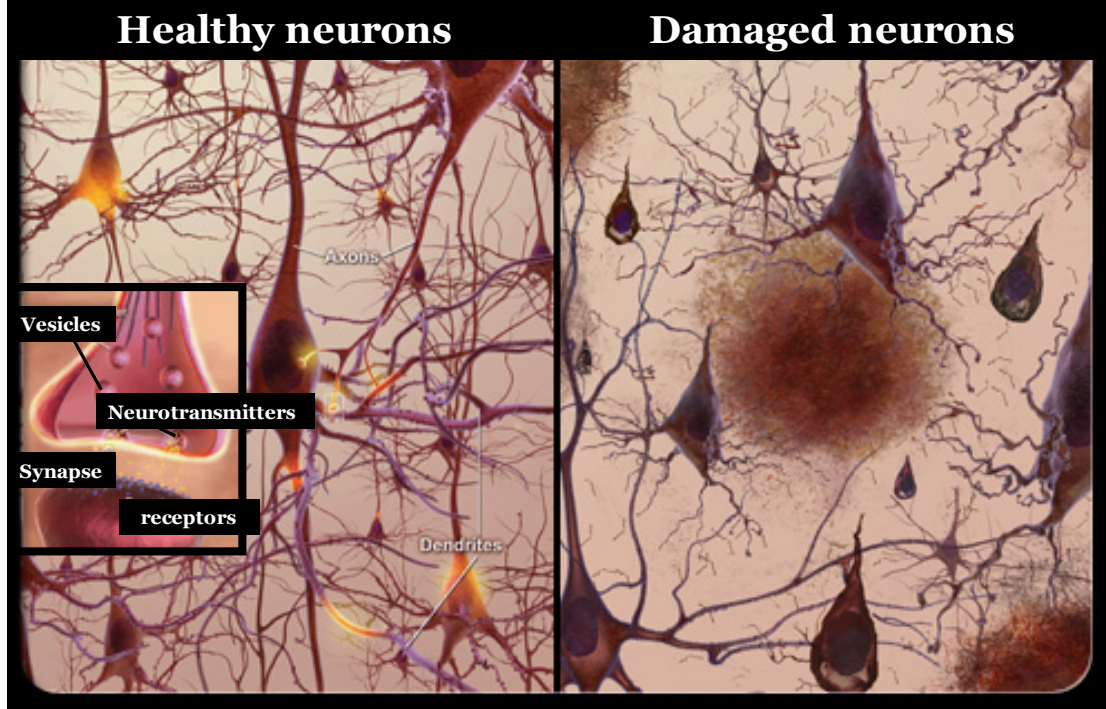 Healthy neurons
Damaged neurons
Axons
Vesicles
Neurotransmitters
Synapse
receptors
Dendrites